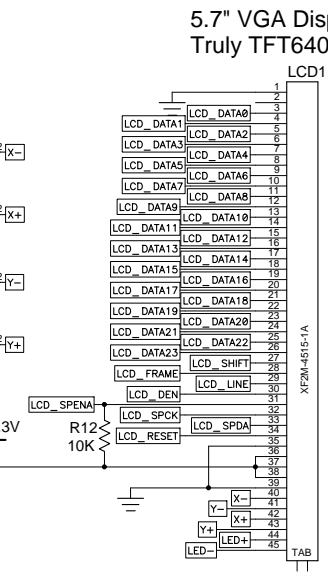 5.7" VGA Disp
Truly TFT640
LCD1
1
2
3
LCD_DATA0
4
LCD_DATA1
5
LCD_DATA2
6
LCD_DATA3
7
LCD_DATA4
8
LCD_DATA5
9
LCD_DATA6
10
LCD_DATA7
11
LCD_DATA8
12
LCD_DATA9
13
LCD_DATA10
14
LCD_DATA11
15
LCD_DATA12
16
LCD_DATA13
17
LCD_DATA14
18
LCD_DATA15
19
LCD_DATA16
20
LCD_DATA17
21
LCD_DATA18
22
LCD_DATA19
23
LCD_DATA20
24
LCD_DATA21
25
LCD_DATA22
26
LCD_DATA23
27
LCD_SHIFT
28
LCD_FRAME
29
LCD_LINE
30
LCD_DEN
31
LCD_SPENA
32
LCD_SPCK
33
LCD_SPDA
34
LCD_RESET
35
36
37
38
39
40
X-
41
Y-
42
X+
43
Y+
44
LED+
45
LED-
TAB
XF2M-4515-1A
R12
10K
3V
2
X-
2
X+
2
Y-
2
Y+